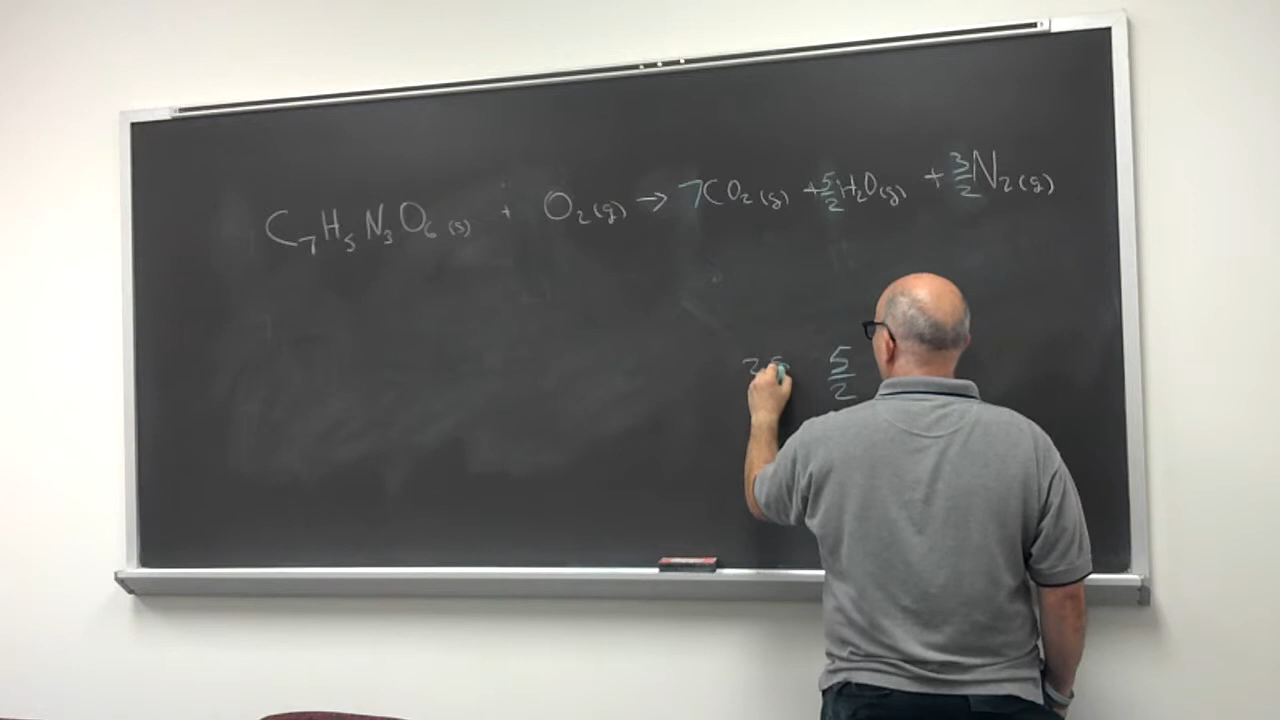 C₇H₅N₃O₆ (s) + O₂(g) → 7CO₂ (g) + 5/2 H₂O(g) + 3/2 N₂(g)
5/2